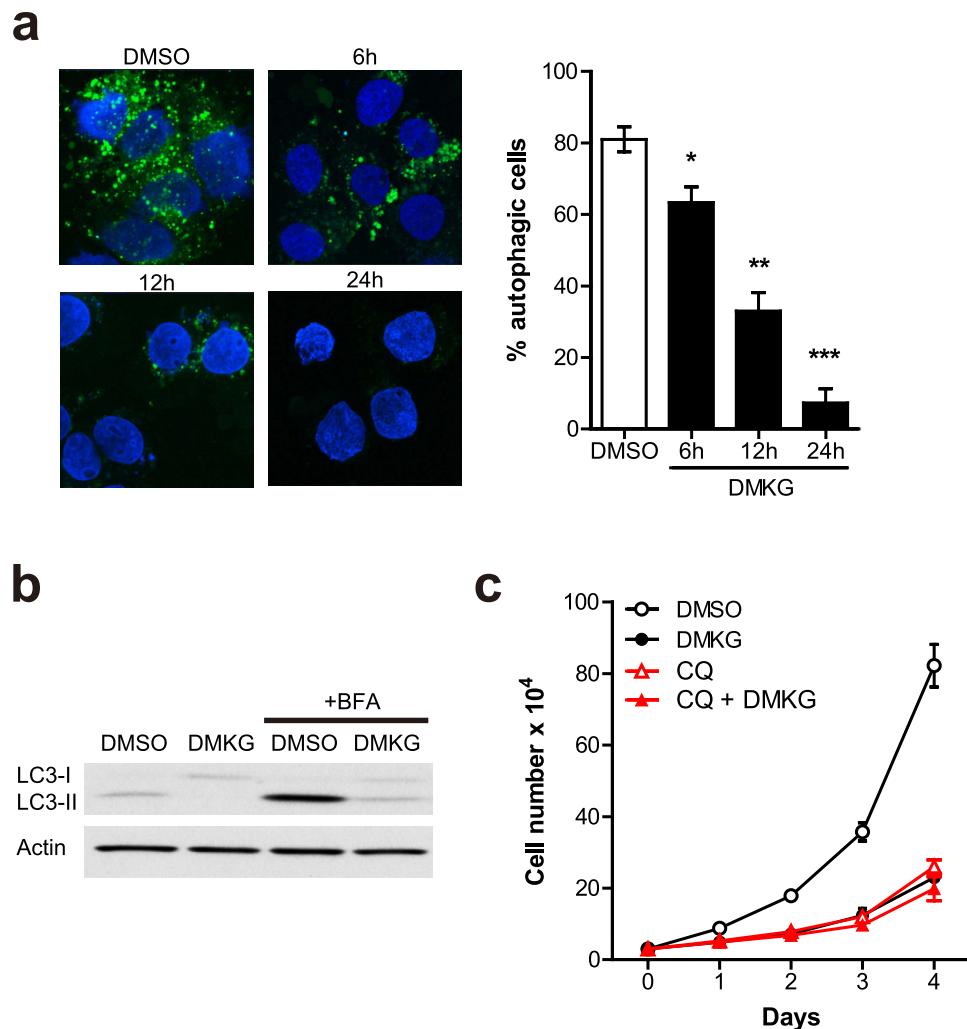 a
DMSO
6h
12h
24h
% autophagic cells
80
60
40
20
0
*
**
***
DMSO
6h
12h
24h
DMKG
b
+BFA
DMSO DMKG DMSO DMKG
LC3-I
LC3-II
Actin
c
Cell number x 10⁴
100
80
60
40
20
0
DMSO
DMKG
CQ
CQ + DMKG
0 1 2 3 4
Days